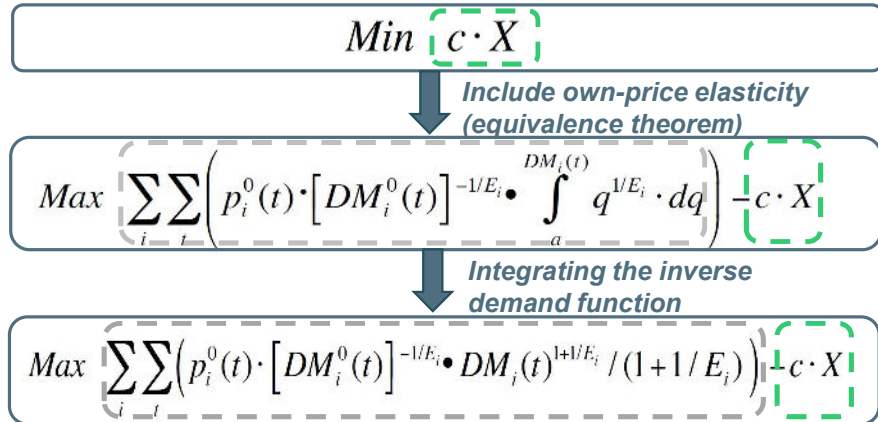 Min c · X
Include own-price elasticity
(equivalence theorem)
Max ∑_i ∑_t ( p_i^0(t) · [DM_i^0(t)]^{-1/E_i} • ∫_a^{DM_i(t)} q^{1/E_i} · dq ) – c · X
Integrating the inverse
demand function
Max ∑_i ∑_t ( p_i^0(t) · [DM_i^0(t)]^{-1/E_i} • DM_i(t)^{1+1/E_i} / (1+1/E_i) ) – c · X